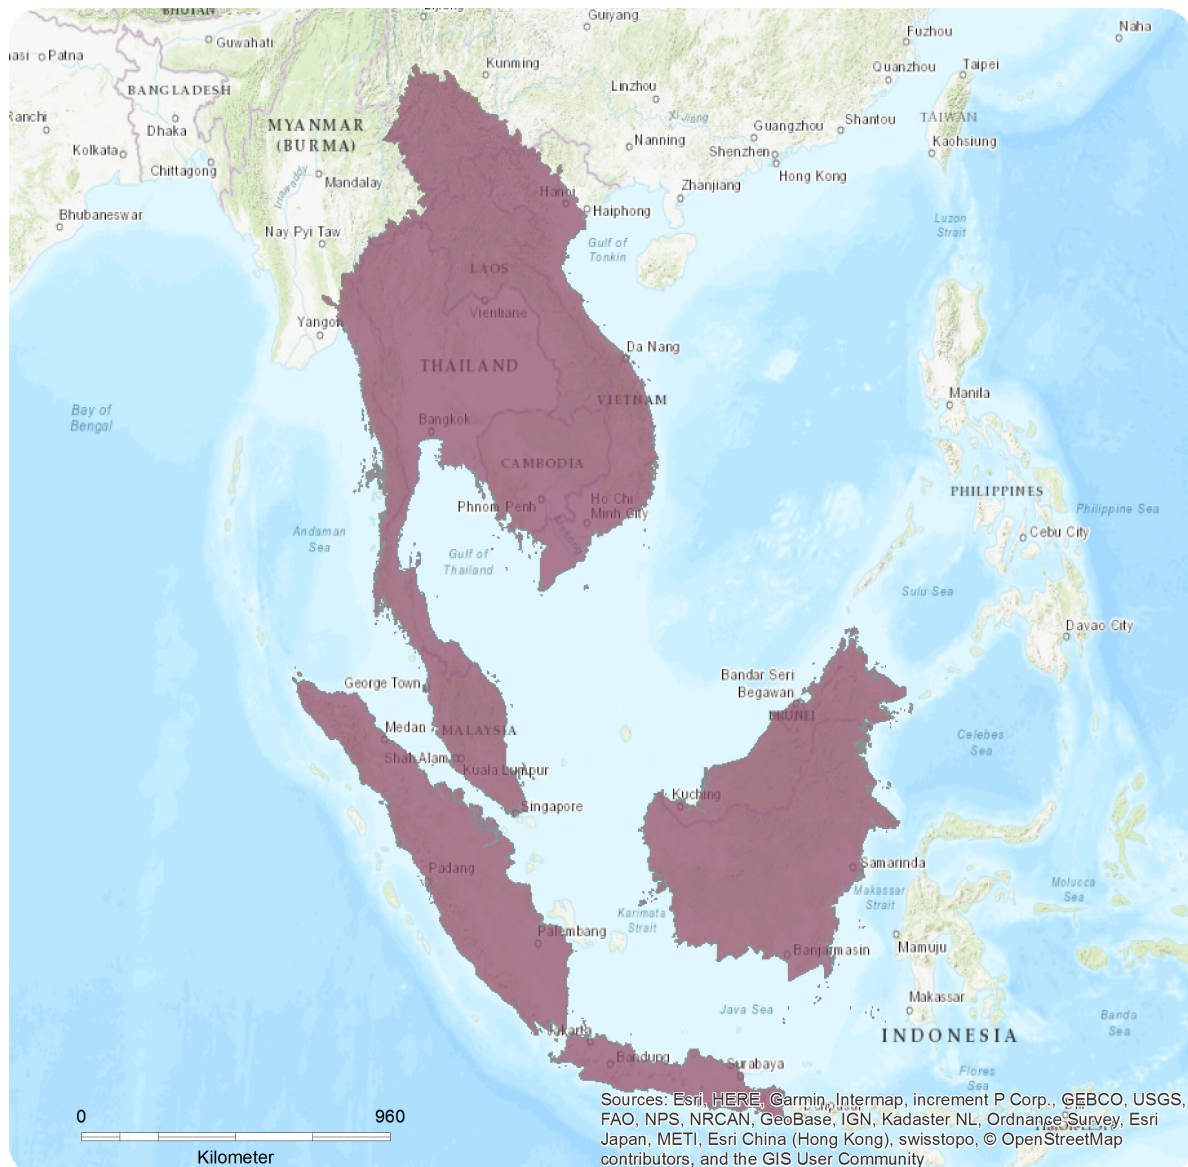 BHUTAN
Guiyang
Naha
Fuzhou
Guwahati
Patna
Kunming
Quanzhou
Taipei
BANGLADESH
Linzhou
Ranchi
MYANMAR
(BURMA)
Xi Jiang
Shantou
TAIWAN
Dhaka
Guangzhou
Kolkata
Nanning
Shenzhen
Kaohsiung
Chittagong
Mandalay
Hong Kong
Irrawaddy
Hanoi
Zhanjiang
Bhubaneswar
Haiphong
Luzon
Strait
Nay Pyi Taw
Gulf of
Tonkin
LAOS
Vientiane
Yangon
Da Nang
THAILAND
VIETNAM
Manila
Bay of
Bengal
Bangkok
CAMBODIA
PHILIPPINES
Phnom Penh
Ho Chi
Minh City
Philippine Sea
Mekong
Andaman
Sea
Cebu City
Gulf of
Thailand
Sulu Sea
Davao City
Bandar Seri
Begawan
George Town
BRUNEI
Medan
MALAYSIA
Celebes
Sea
Shah Alam
Kuala Lumpur
Kuching
Singapore
Padang
Samarinda
Makassar
Strait
Molucca
Sea
Karimata
Strait
Palembang
Banjarmasin
Mamuju
Makassar
Java Sea
Banda
Sea
Jakarta
INDONESIA
Bandung
Surabaya
Flores
Sea
Denpasar
0 960
Kilometer
Sources: Esri, HERE, Garmin, Intermap, increment P Corp., GEBCO, USGS,
FAO, NPS, NRCAN, GeoBase, IGN, Kadaster NL, Ordnance Survey, Esri
Japan, METI, Esri China (Hong Kong), swisstopo, © OpenStreetMap
contributors, and the GIS User Community